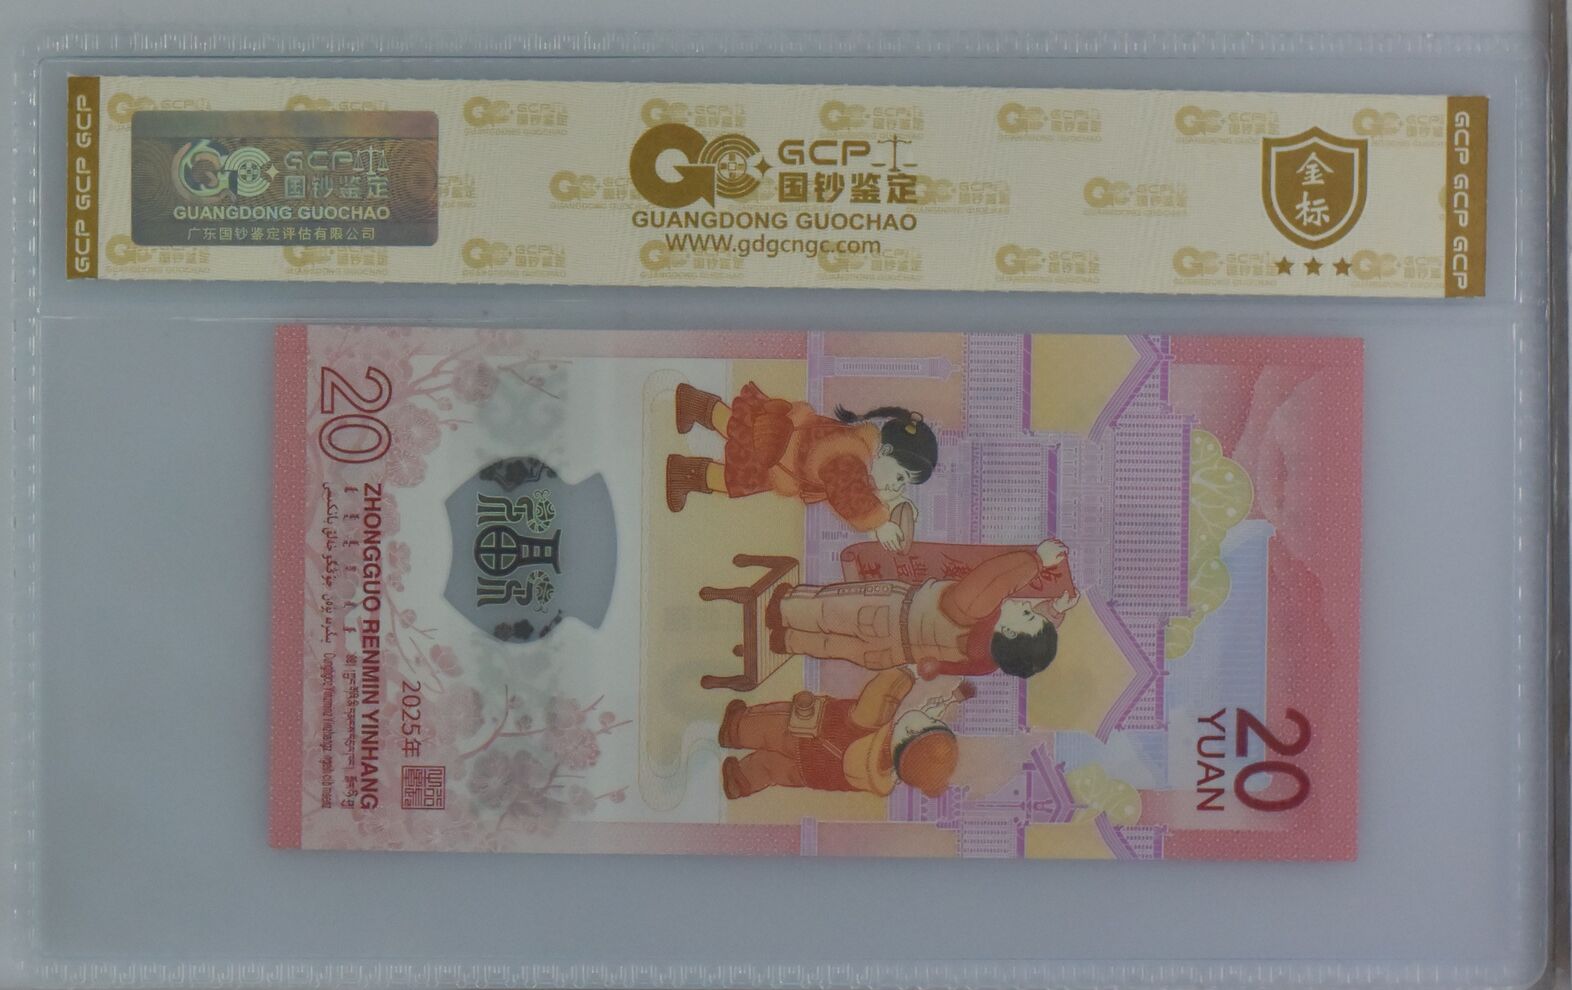 GCP GCP GCP
GCP
国钞鉴定
GUANGDONG GUOCHAO
广东国钞鉴定评估有限公司
GCP
国钞鉴定
GUANGDONG GUOCHAO
WWW.gdgcngc.com
金标
GCP GCP GCP
20
ZHONGGUO RENMIN YINHANG
2025年
20
YUAN